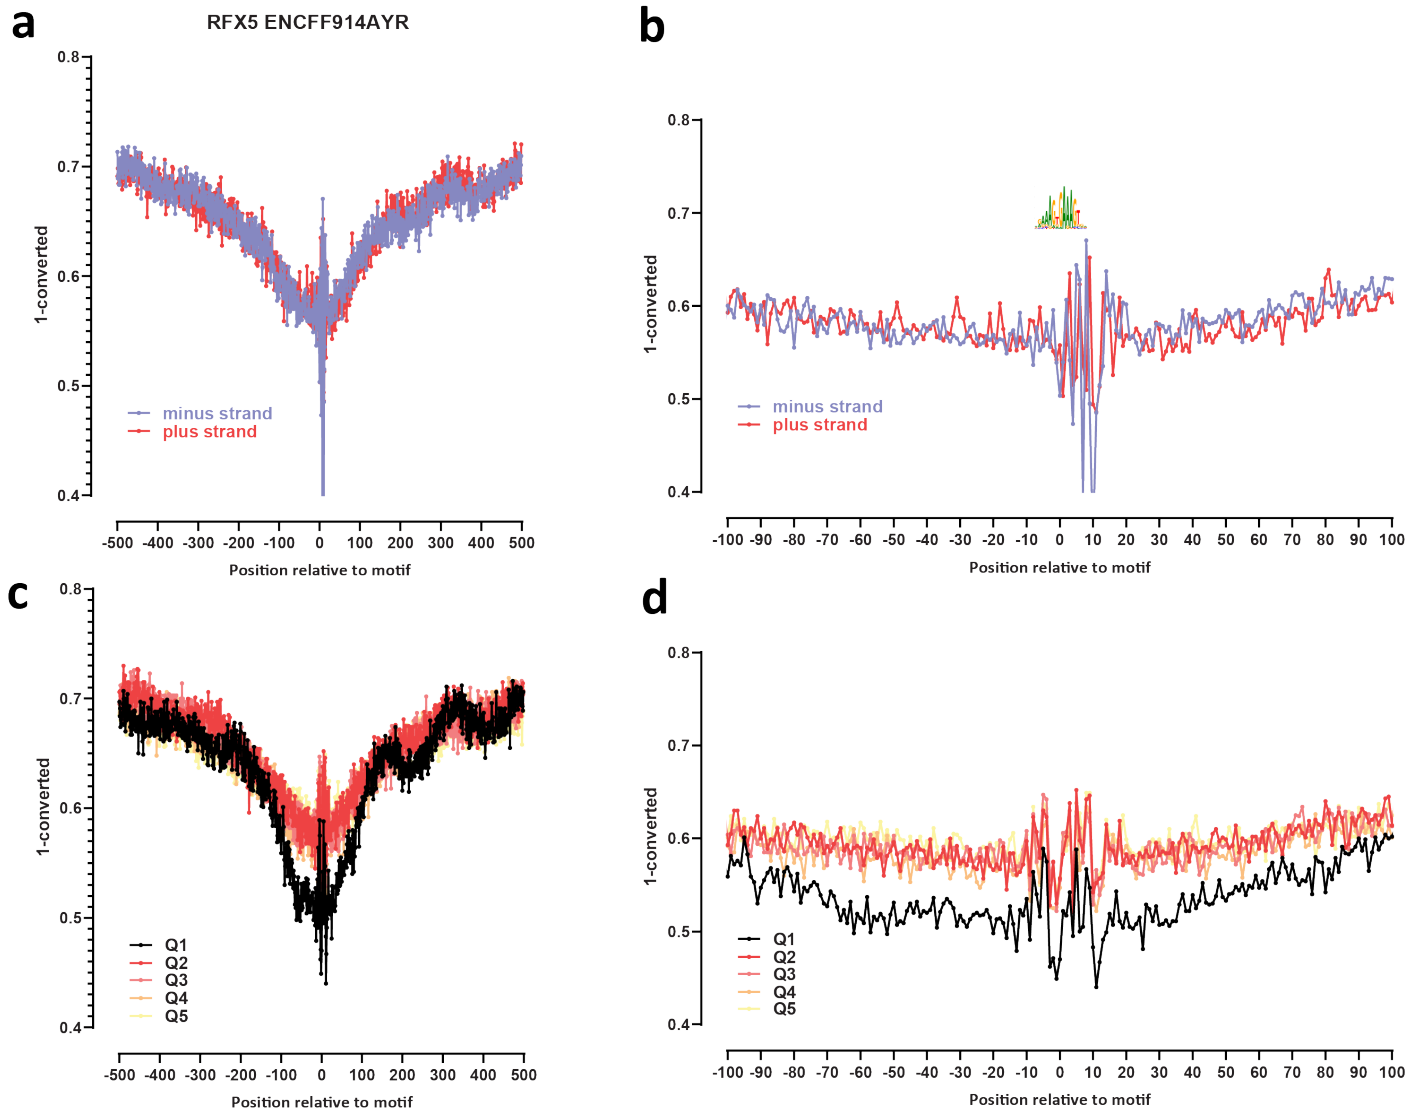 a
RFX5 ENCFF914AYR
0.8
0.7
0.6
0.5
0.4
1-converted
minus strand
plus strand
-500 -400 -300 -200 -100 0 100 200 300 400 500
Position relative to motif
b
0.8
0.7
0.6
0.5
0.4
1-converted
minus strand
plus strand
-100 -90 -80 -70 -60 -50 -40 -30 -20 -10 0 10 20 30 40 50 60 70 80 90 100
Position relative to motif
c
0.8
0.7
0.6
0.5
0.4
1-converted
Q1
Q2
Q3
Q4
Q5
-500 -400 -300 -200 -100 0 100 200 300 400 500
Position relative to motif
d
0.8
0.7
0.6
0.5
0.4
1-converted
Q1
Q2
Q3
Q4
Q5
-100 -90 -80 -70 -60 -50 -40 -30 -20 -10 0 10 20 30 40 50 60 70 80 90 100
Position relative to motif